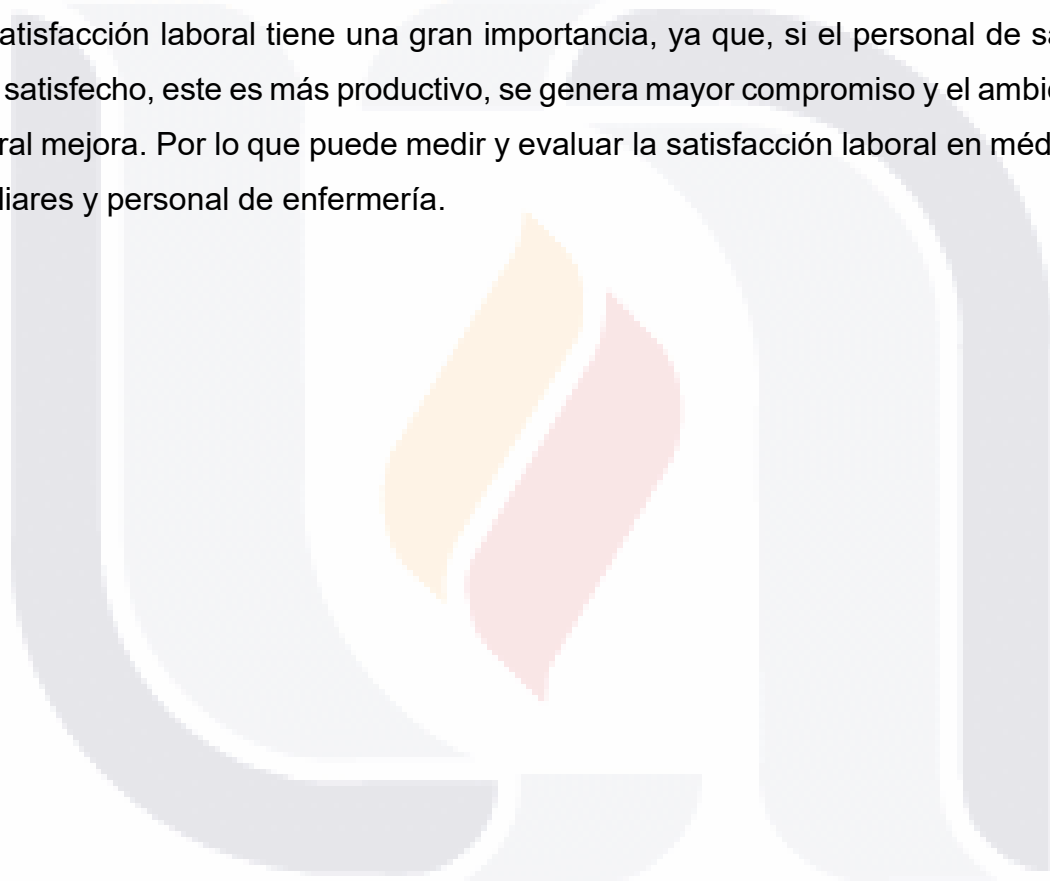 atisfacción laboral tiene una gran importancia, ya que, si el personal de sa
satisfecho, este es más productivo, se genera mayor compromiso y el ambie
ral mejora. Por lo que puede medir y evaluar la satisfacción laboral en méd
liares y personal de enfermería.